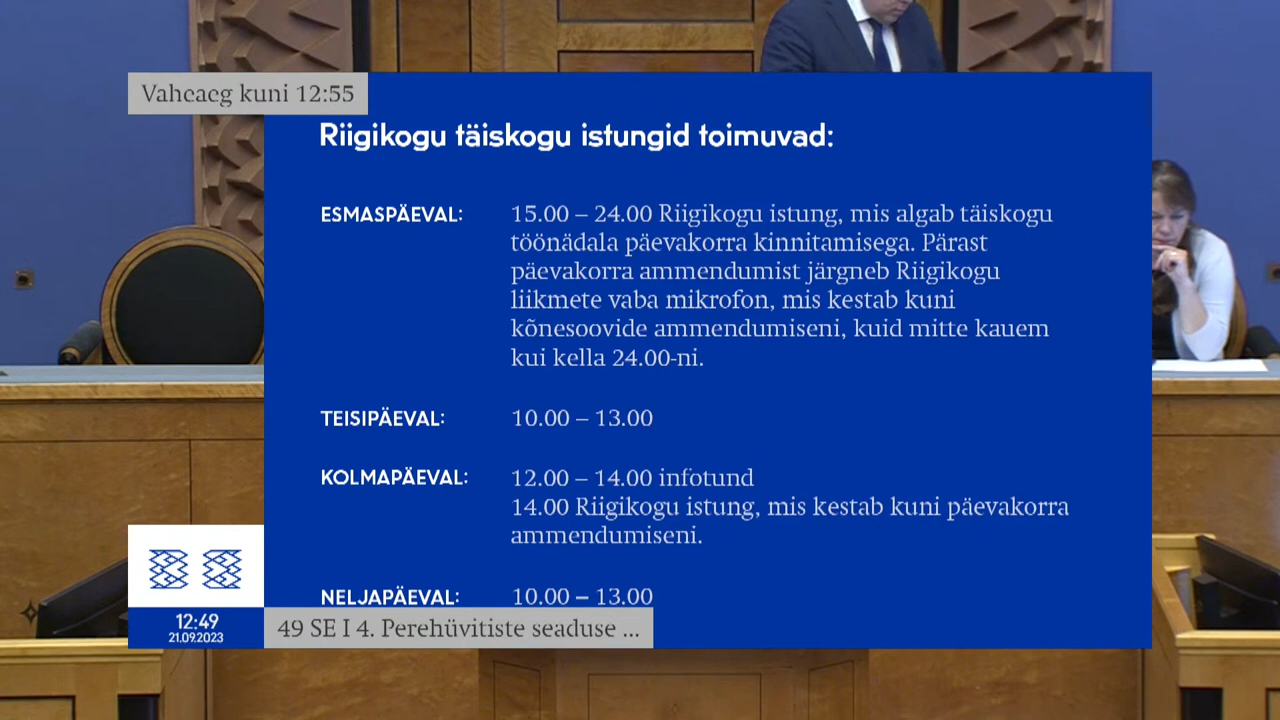 Vaheaeg kuni 12:55
Riigikogu täiskogu istungid toimuvad:
ESMASPÄEVAL:
15.00 – 24.00 Riigikogu istung, mis algab täiskogu
töönädala päevakorra kinnitamisega. Pärast
päevakorra ammendumist järgneb Riigikogu
liikmete vaba mikrofon, mis kestab kuni
kõnesoovide ammendumiseni, kuid mitte kauem
kui kella 24.00-ni.
TEISIPÄEVAL:
10.00 – 13.00
KOLMAPÄEVAL:
12.00 – 14.00 infotund
14.00 Riigikogu istung, mis kestab kuni päevakorra
ammendumiseni.
NELJAPÄEVAL:
10.00 – 13.00
12:49
21.09.2023
49 SE I 4. Perehüvitiste seaduse ...